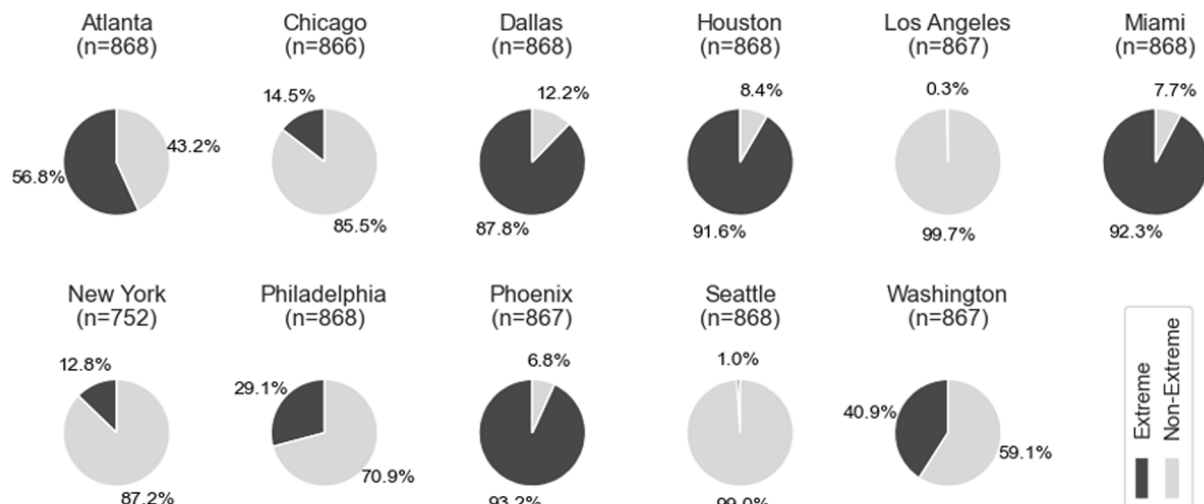 Atlanta
(n=868)
43.2%
56.8%
Chicago
(n=866)
14.5%
85.5%
Dallas
(n=868)
12.2%
87.8%
Houston
(n=868)
8.4%
91.6%
Los Angeles
(n=867)
0.3%
99.7%
Miami
(n=868)
7.7%
92.3%
New York
(n=752)
12.8%
87.2%
Philadelphia
(n=868)
29.1%
70.9%
Phoenix
(n=867)
6.8%
93.2%
Seattle
(n=868)
1.0%
99.0%
Washington
(n=867)
40.9%
59.1%
Extreme
Non-Extreme